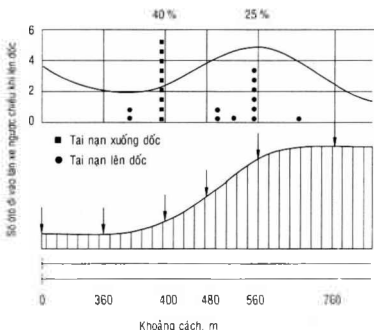 40 % 25 %
Số ôtô đi vào làn xe ngược chiều khi lên dốc
6
4
2
0
■ Tai nạn xuống dốc
● Tai nạn lên dốc
0 360 400 480 560 760
Khoảng cách, m